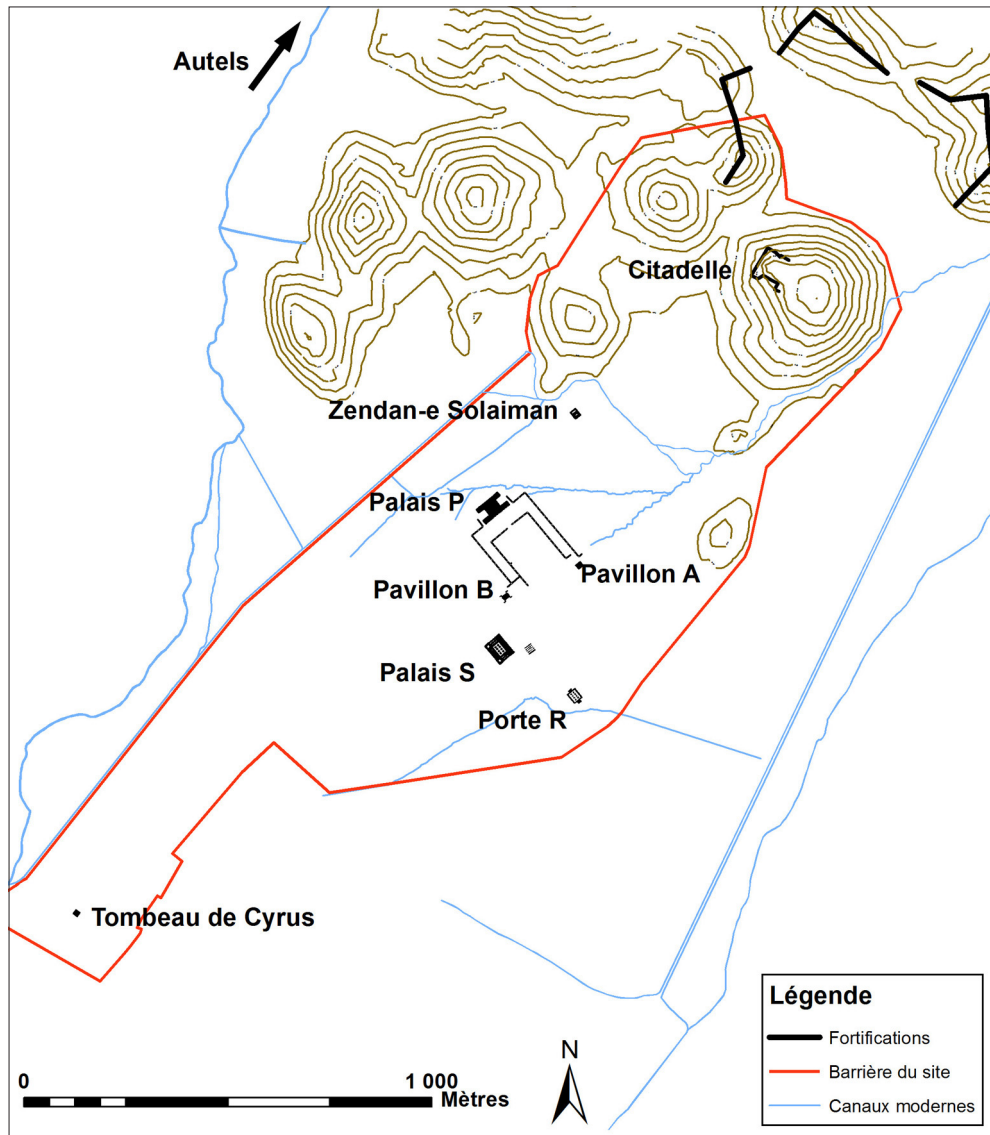 Autels
Citadelle
Zendan-e Solaiman
Palais P
Pavillon A
Pavillon B
Palais S
Porte R
Tombeau de Cyrus
0 1 000
Mètres
N
Légende
Fortifications
Barrière du site
Canaux modernes